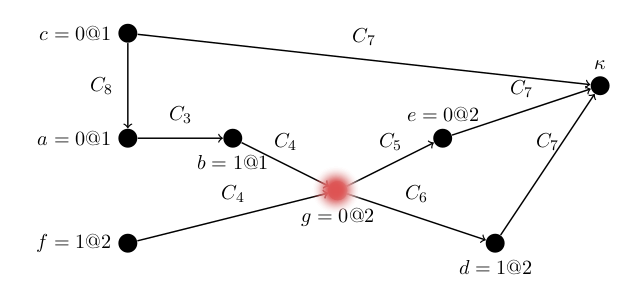 c = 0@1
C₇
κ
C₈
C₇
a = 0@1
C₃
b = 1@1
C₄
C₅
e = 0@2
C₇
C₄
g = 0@2
C₆
f = 1@2
d = 1@2